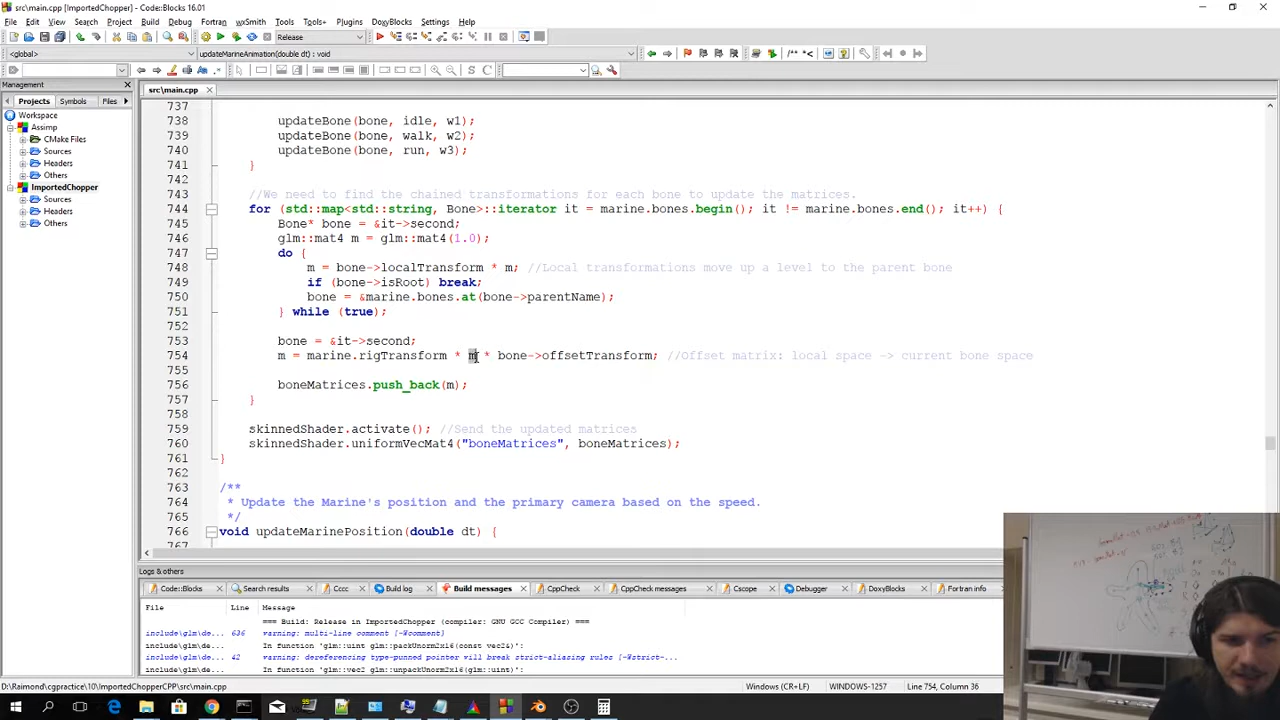 src\main.cpp [ImportedChopper] - Code::Blocks 16.01
File Edit View Search Project Build Debug Fortran wxSmith Tools Tools+ Plugins DoxyBlocks Settings Help
Release
<global> updateMarineAnimation(double dt) : void
Management
src\main.cpp
Projects Symbols Files
Workspace
Assimp
CMake Files
Sources
Headers
Others
ImportedChopper
Sources
Headers
Others
737
738 updateBone(bone, idle, w1);
739 updateBone(bone, walk, w2);
740 updateBone(bone, run, w3);
741 }
742
743 //We need to find the chained transformations for each bone to update the matrices.
744 for (std::map<std::string, Bone>::iterator it = marine.bones.begin(); it != marine.bones.end(); it++) {
745 Bone* bone = &it->second;
746 glm::mat4 m = glm::mat4(1.0);
747 do {
748 m = bone->localTransform * m; //Local transformations move up a level to the parent bone
749 if (bone->isRoot) break;
750 bone = &marine.bones.at(bone->parentName);
751 } while (true);
752
753 bone = &it->second;
754 m = marine.rigTransform * m * bone->offsetTransform; //Offset matrix: local space -> current bone space
755
756 boneMatrices.push_back(m);
757 }
758
759 skinnedShader.activate(); //Send the updated matrices
760 skinnedShader.uniformVecMat4("boneMatrices", boneMatrices);
761 }
762
763 /**
764 * Update the Marine's position and the primary camera based on the speed.
765 */
766 void updateMarinePosition(double dt) {
767
Logs & others
Code::Blocks Search results Cccc Build log Build messages CppCheck CppCheck messages Cscope Debugger DoxyBlocks Fortran info
File Line Message
=== Build: Release in ImportedChopper (compiler: GNU GCC Compiler) ===
include\glm\de... 636 warning: multi-line comment [-Wcomment]
include\glm\de... In function 'glm::uint glm::packUnorm2x16(const vec2&)':
include\glm\de... 42 warning: dereferencing type-punned pointer will break strict-aliasing rules [-Wstrict-...
include\glm\de... In function 'glm::vec2 glm::unpackUnorm2x16(glm::uint)':
D:\Raimond\cgpractice\10\ImportedChopperCPP\src\main.cpp Windows (CR+LF) WINDOWS-1257 Line 754, Column 36